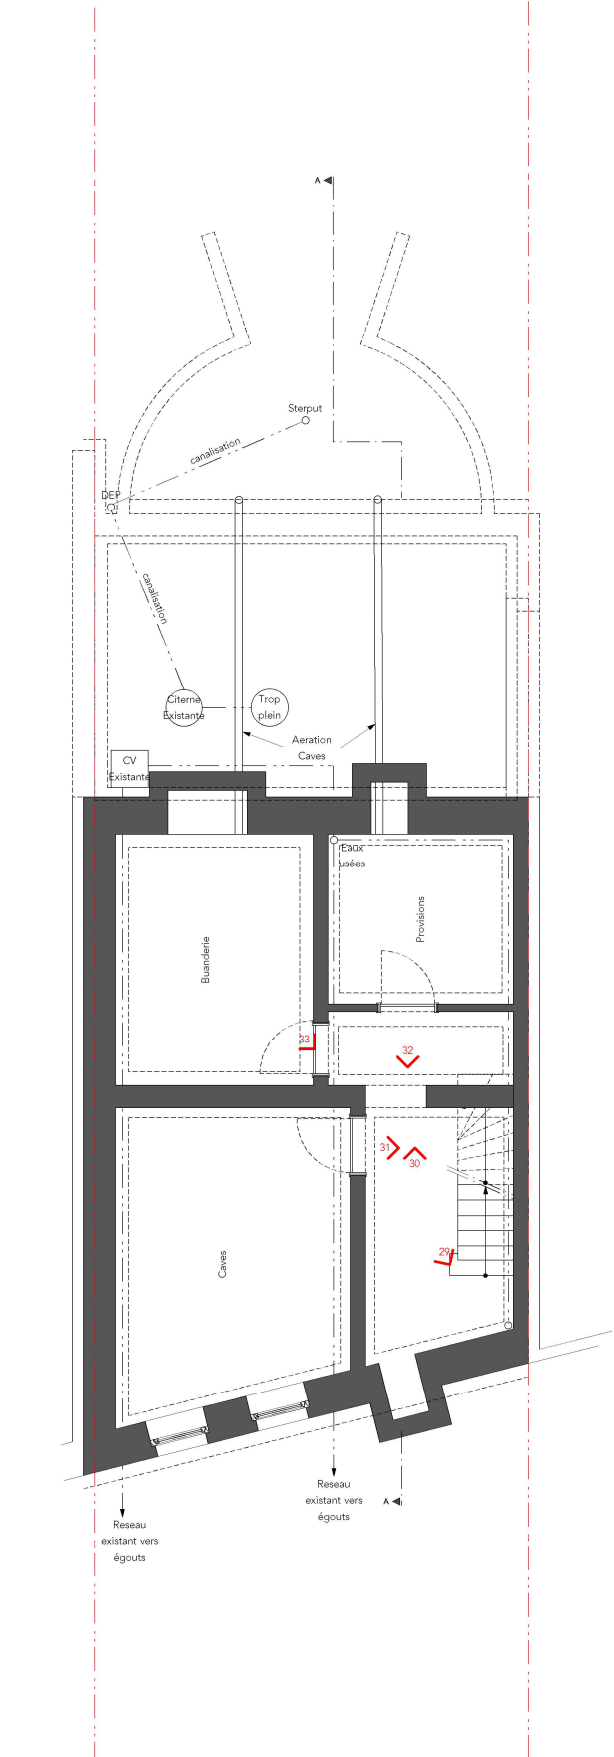 A
Sterput
canalisation
DEP
canalisation
Citerne
Existante
Trop
plein
Aeration
Caves
CV
Existante
Eaux
usées
Buanderie
Provisions
33
32
31
30
29
Caves
Reseau
existant vers
égouts
A
Reseau
existant vers
égouts